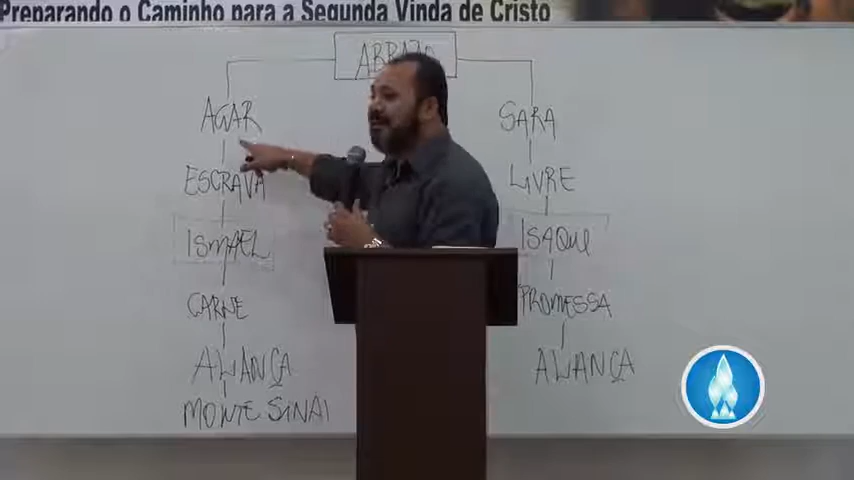 Preparando o Caminho para a Segunda Vinda de Cristo
AGAR
ESCRAVA
ISMAEL
CARNE
ALIANÇA
MONTE SINAI
SARA
LIVRE
ISAQUE
PROMESSA
ALIANÇA